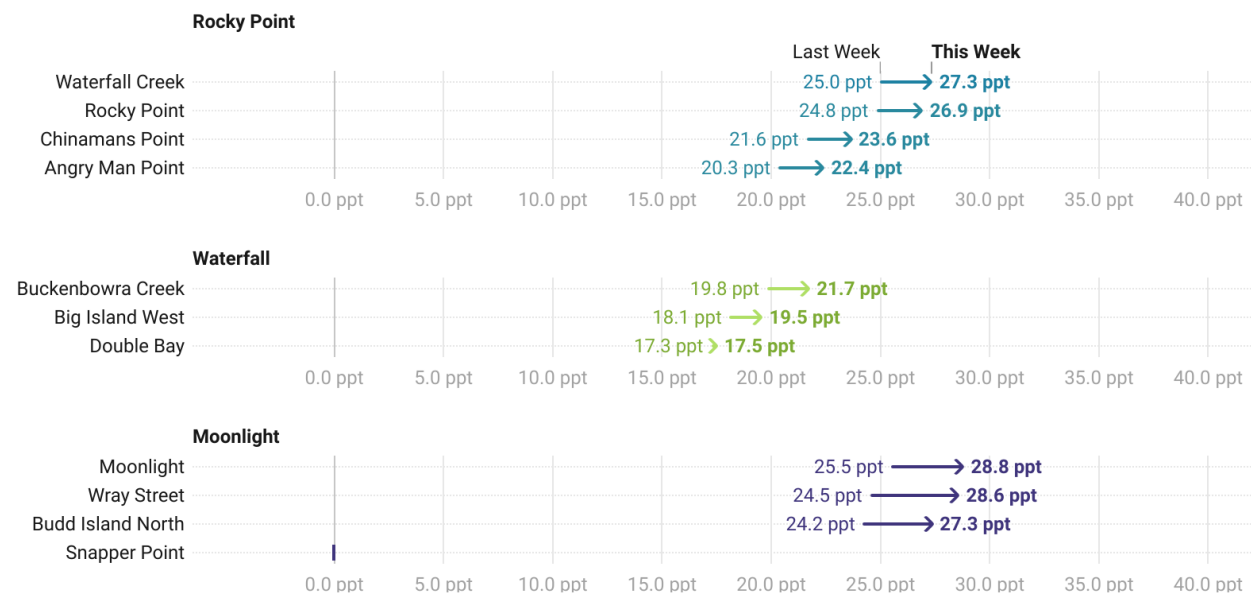 Rocky Point
Last Week This Week
Waterfall Creek 25.0 ppt 27.3 ppt
Rocky Point 24.8 ppt 26.9 ppt
Chinamans Point 21.6 ppt 23.6 ppt
Angry Man Point 20.3 ppt 22.4 ppt
0.0 ppt 5.0 ppt 10.0 ppt 15.0 ppt 20.0 ppt 25.0 ppt 30.0 ppt 35.0 ppt 40.0 ppt
Waterfall
Buckenbowra Creek 19.8 ppt 21.7 ppt
Big Island West 18.1 ppt 19.5 ppt
Double Bay 17.3 ppt 17.5 ppt
0.0 ppt 5.0 ppt 10.0 ppt 15.0 ppt 20.0 ppt 25.0 ppt 30.0 ppt 35.0 ppt 40.0 ppt
Moonlight
Moonlight 25.5 ppt 28.8 ppt
Wray Street 24.5 ppt 28.6 ppt
Budd Island North 24.2 ppt 27.3 ppt
Snapper Point
0.0 ppt 5.0 ppt 10.0 ppt 15.0 ppt 20.0 ppt 25.0 ppt 30.0 ppt 35.0 ppt 40.0 ppt